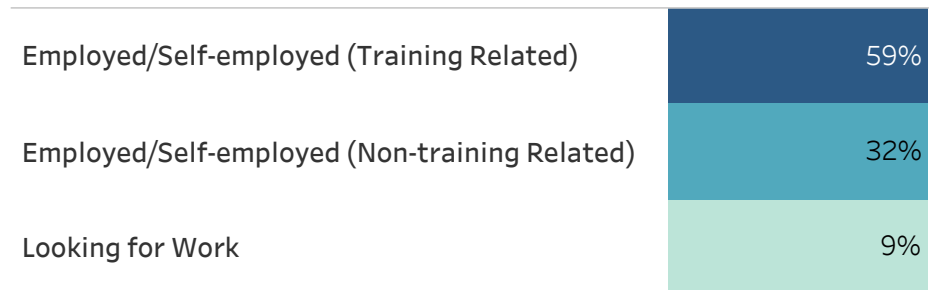 Employed/Self-employed (Training Related) 59%
Employed/Self-employed (Non-training Related) 32%
Looking for Work 9%